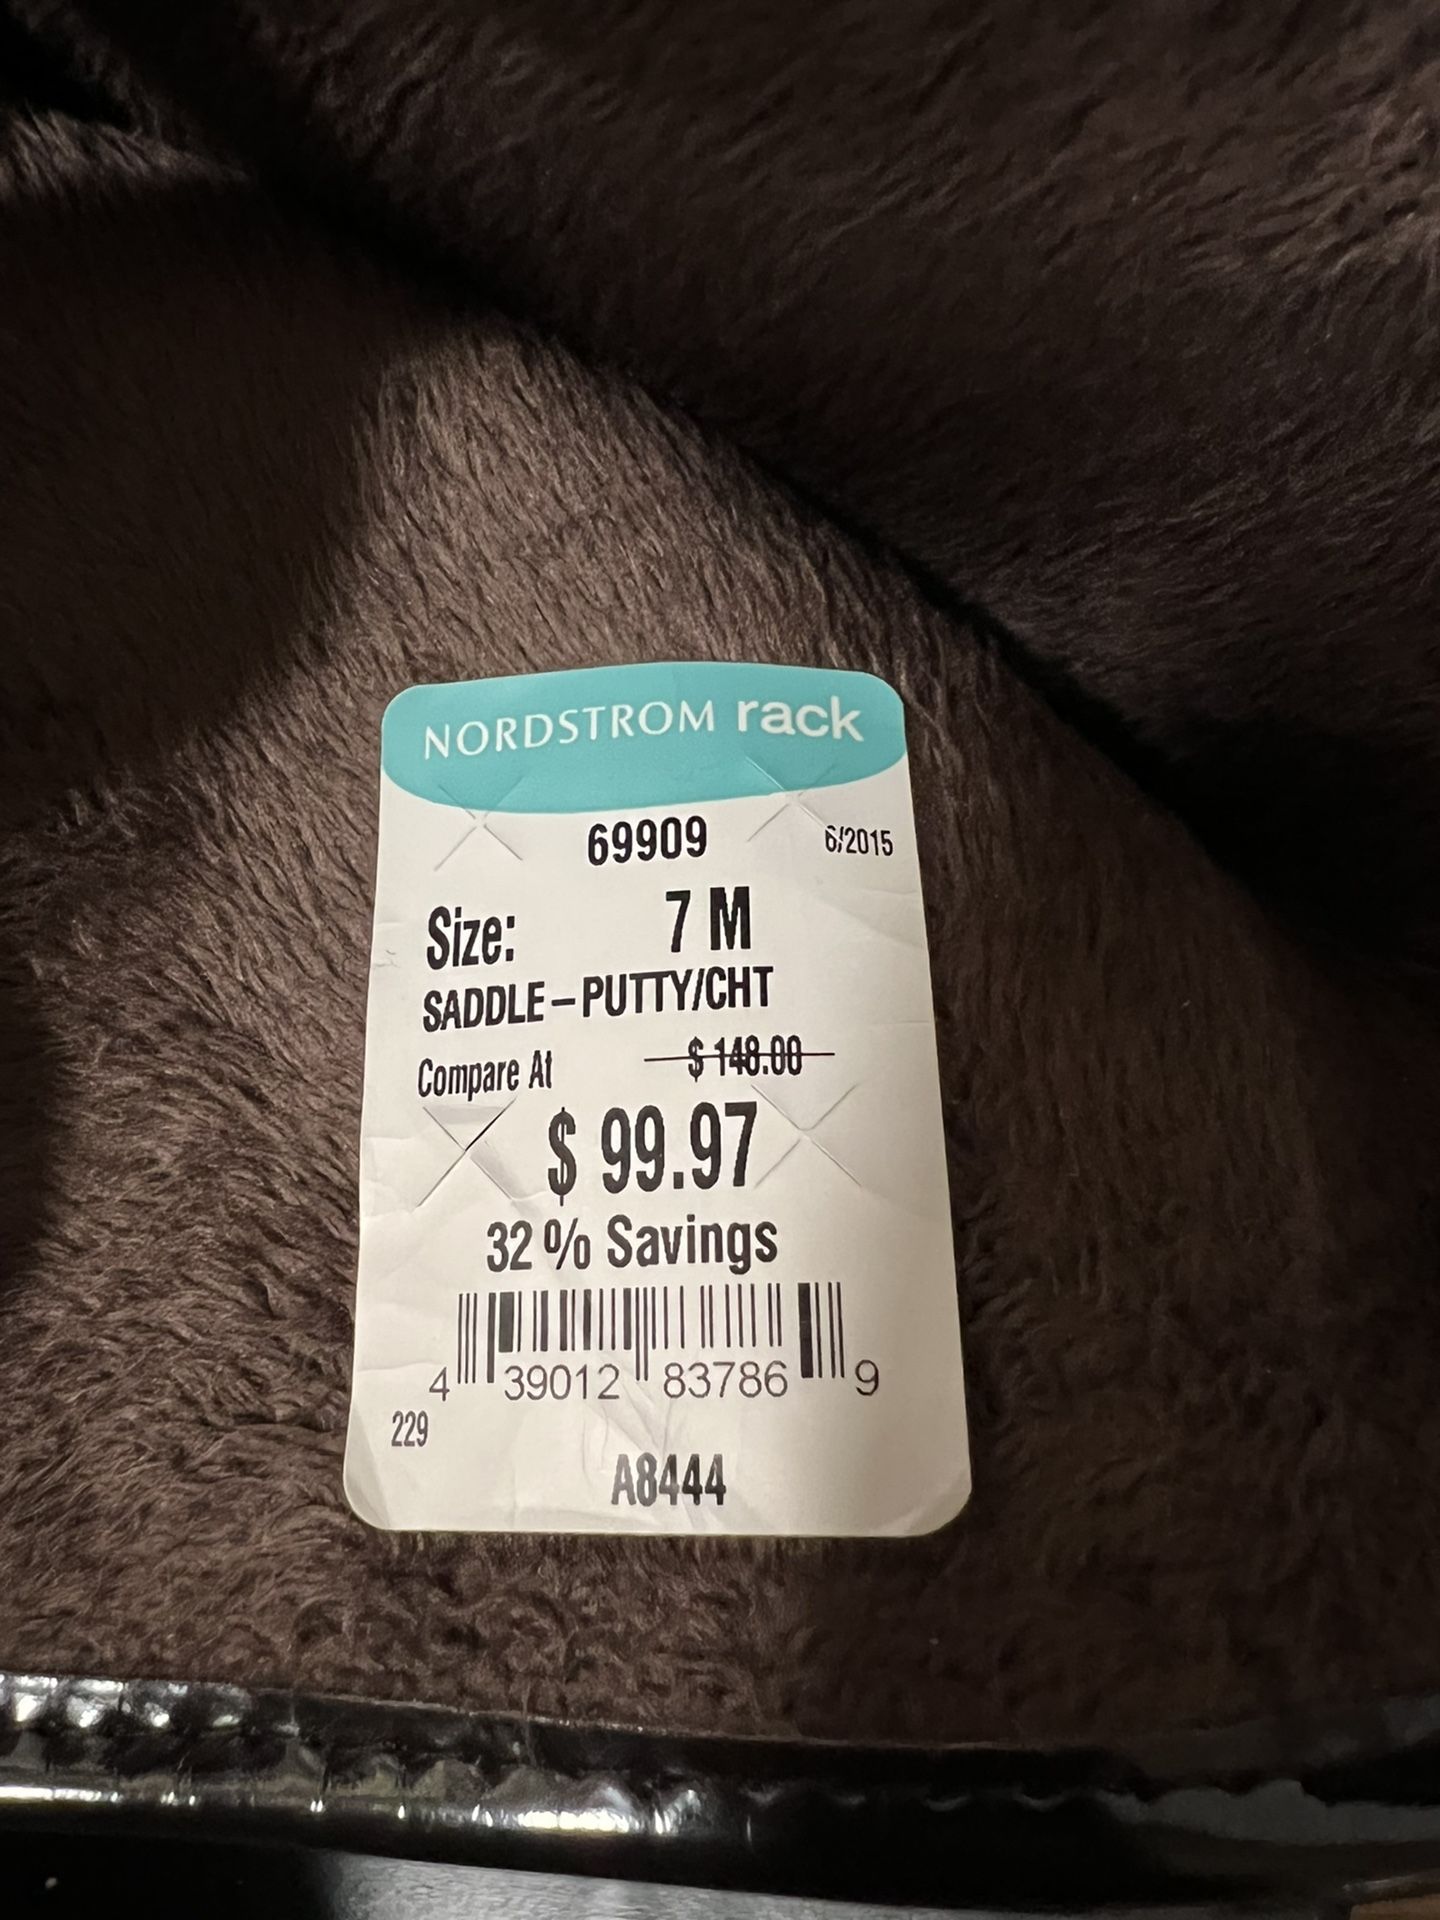 NORDSTROM rack
69909 6/2015
Size: 7 M
SADDLE-PUTTY/CHT
Compare At $ 148.00
$ 99.97
32 % Savings
4 39012 83786 9
229
A8444